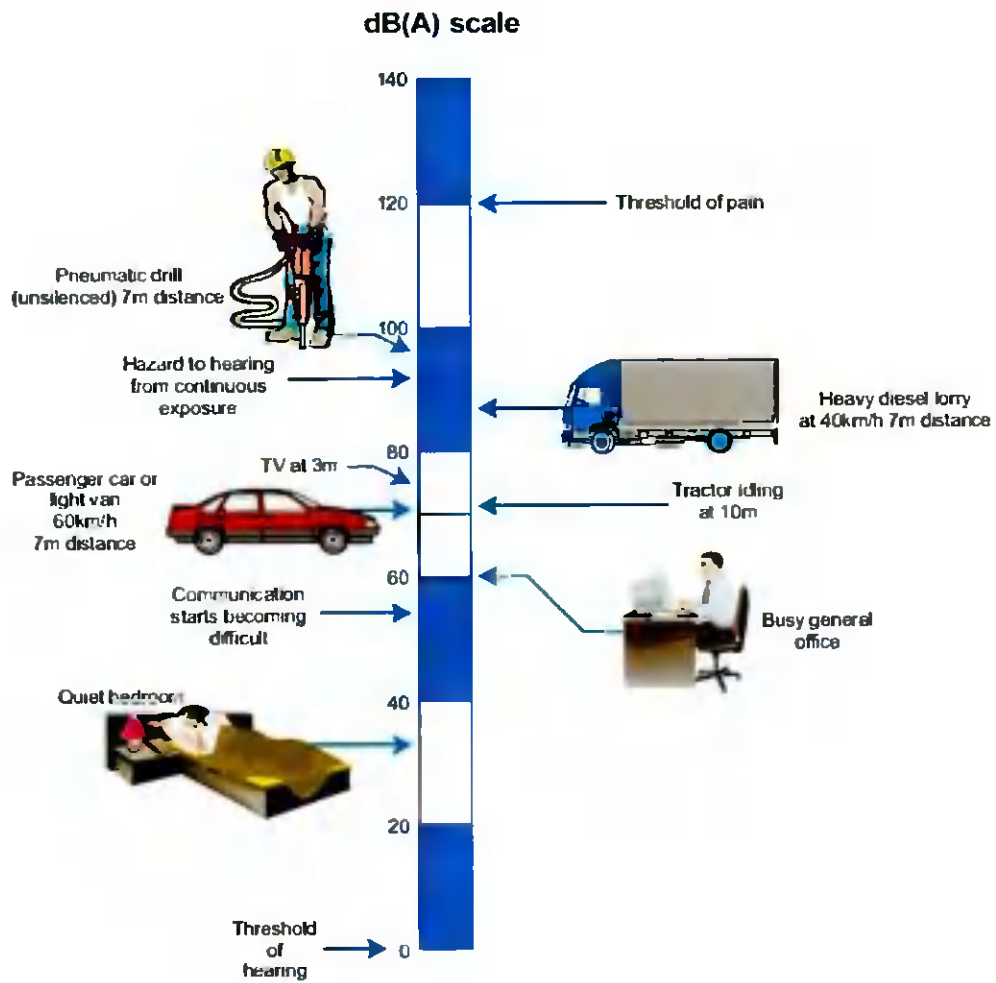 dB(A) scale
140
120
Threshold of pain
Pneumatic drill
(unsilenced) 7m distance
100
Hazard to hearing
from continuous
exposure
Heavy diesel lorry
at 40km/h 7m distance
80
TV at 3m
Passenger car or
light van
60km/h
7m distance
Tractor idling
at 10m
60
Communication
starts becoming
difficult
Busy general
office
Quiet bedroom
40
20
Threshold
of
hearing
0